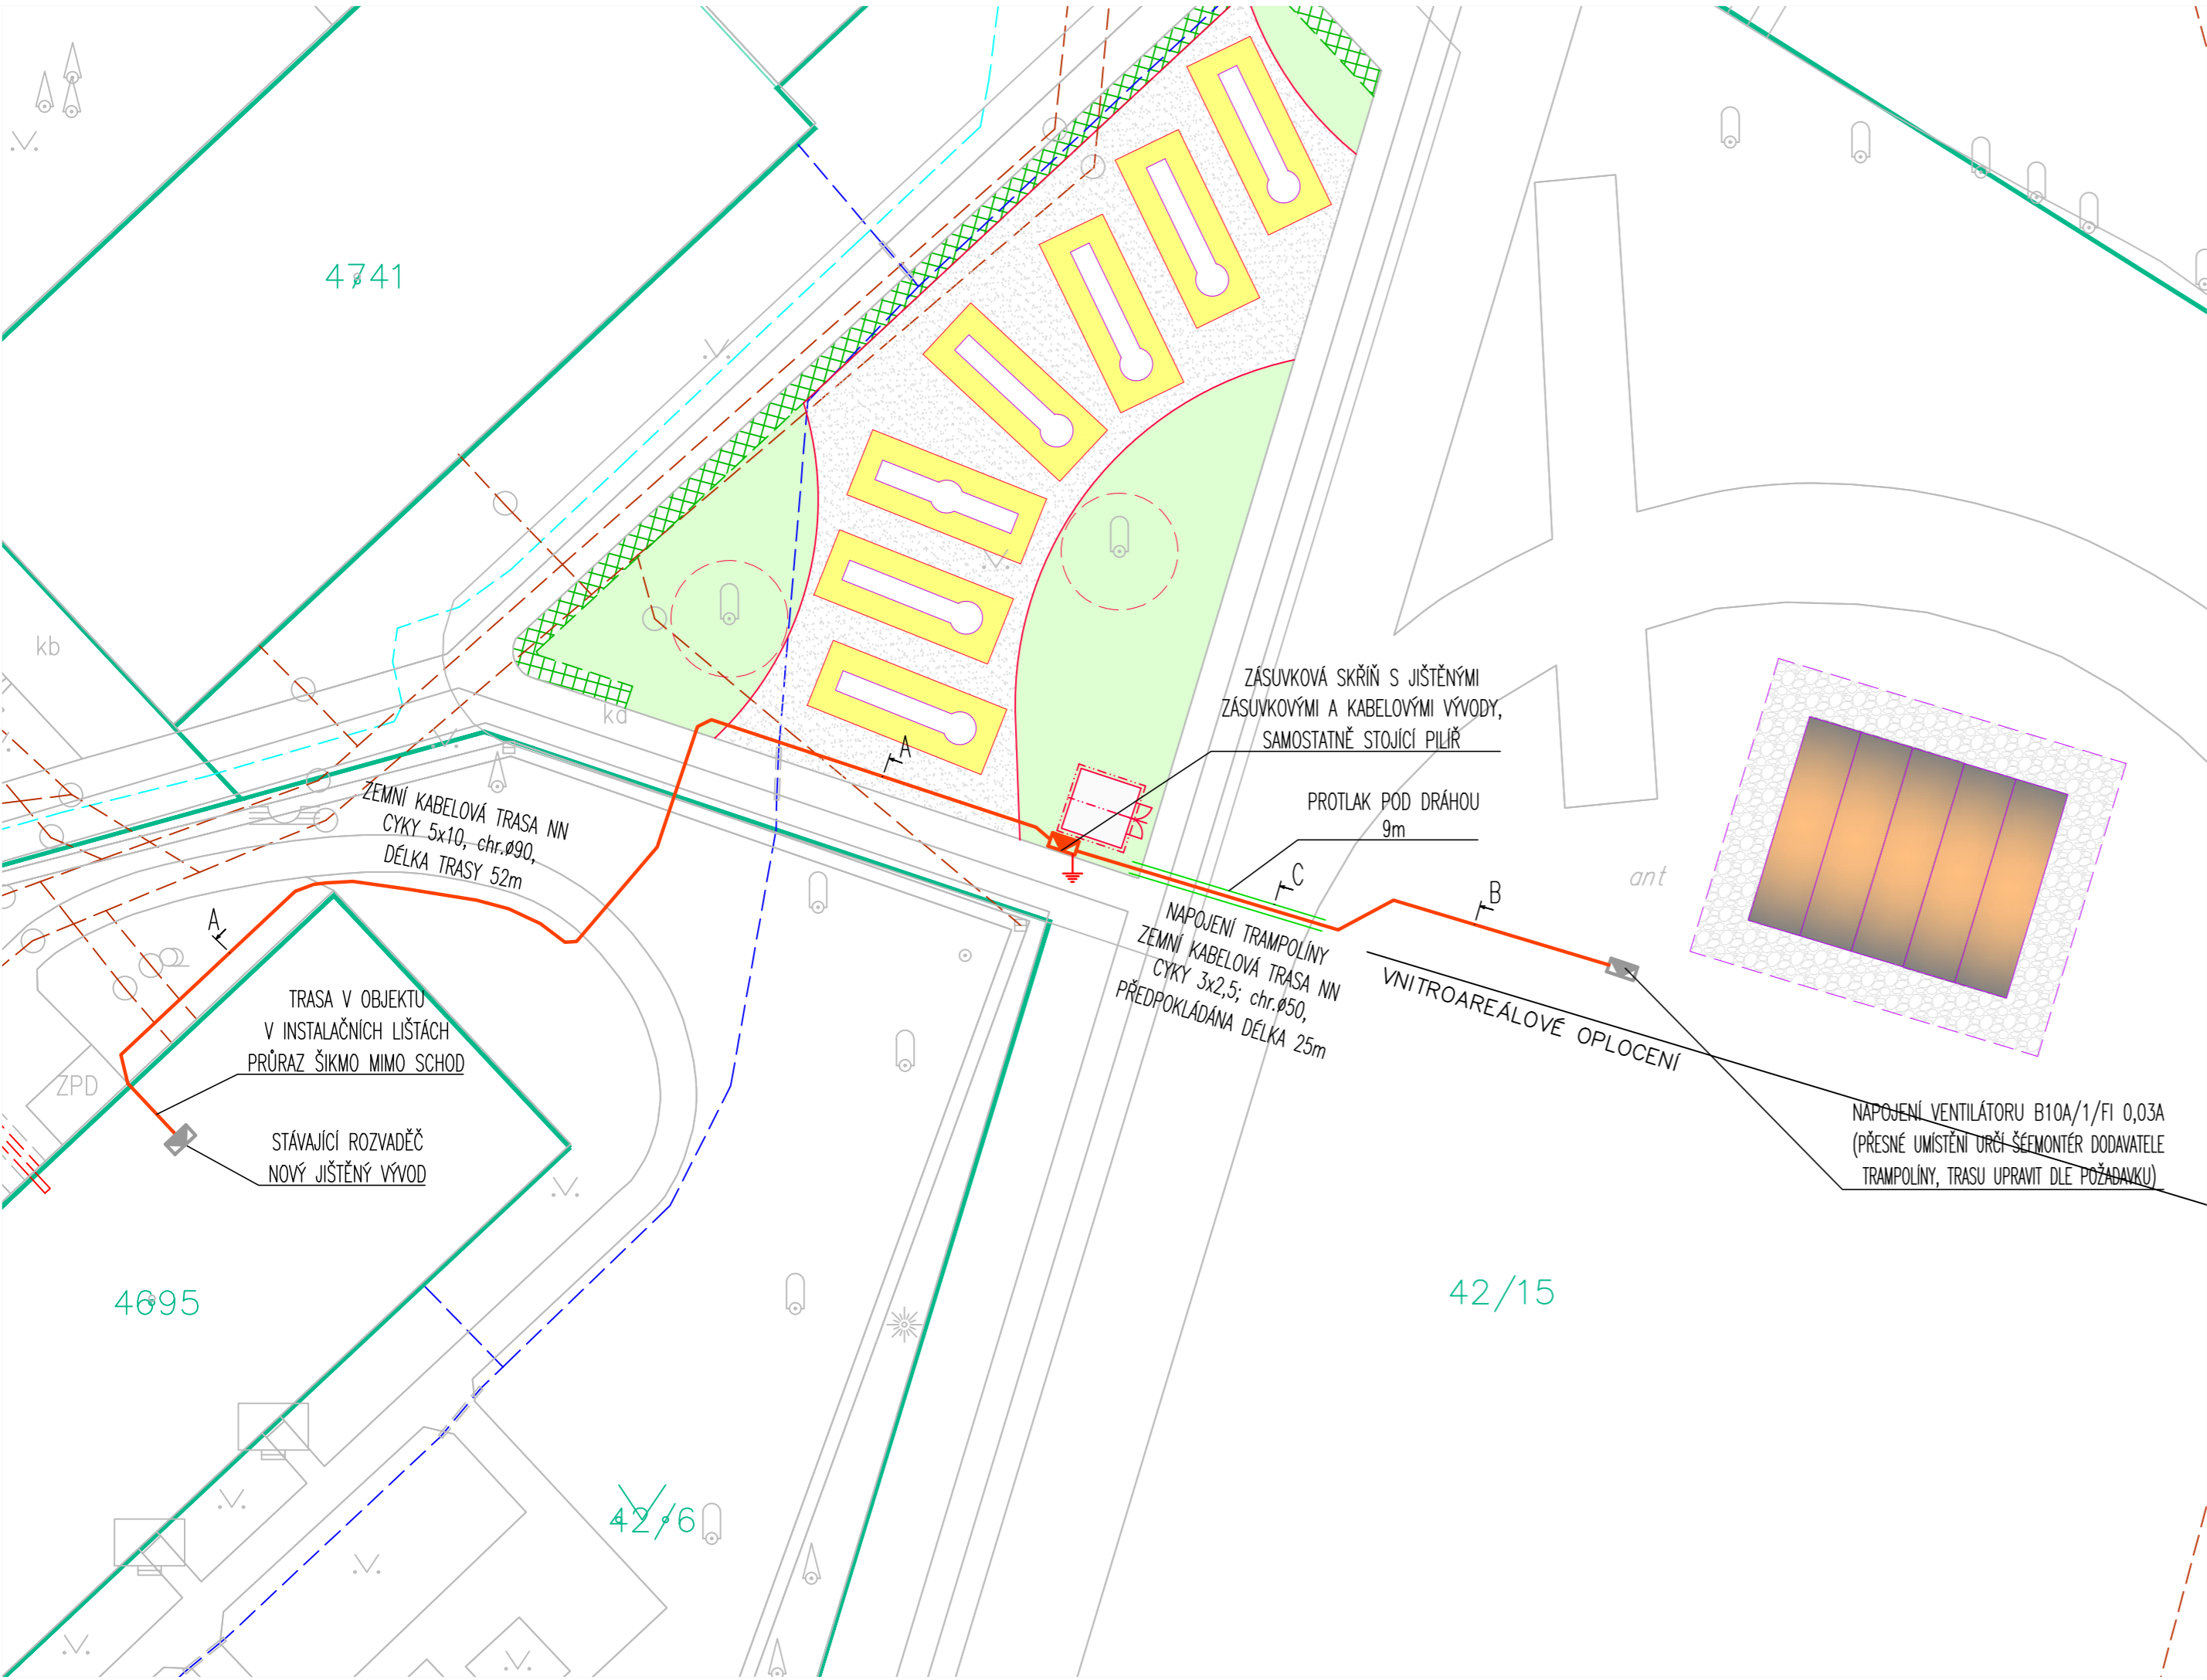 4741
kb
kd
ZÁSUVKOVÁ SKŘÍŇ S JIŠTĚNÝMI
ZÁSUVKOVÝMI A KABELOVÝMI VÝVODY,
SAMOSTATNĚ STOJÍCÍ PILÍŘ
A
PROTLAK POD DRÁHOU
9m
ZEMNÍ KABELOVÁ TRASA NN
CYKY 5x10, chr.ø90,
DÉLKA TRASY 52m
C
B
ant
A
NAPOJENÍ TRAMPOLÍNY
ZEMNÍ KABELOVÁ TRASA NN
CYKY 3x2,5; chr.ø50,
PŘEDPOKLÁDÁNA DÉLKA 25m
VNITROAREÁLOVÉ OPLOCENÍ
TRASA V OBJEKTU
V INSTALAČNÍCH LIŠTÁCH
PRŮRAZ ŠIKMO MIMO SCHOD
ZPD
STÁVAJÍCÍ ROZVADĚČ
NOVÝ JIŠTĚNÝ VÝVOD
NAPOJENÍ VENTILÁTORU B10A/1/FI 0,03A
(PŘESNÉ UMÍSTĚNÍ URČÍ ŠÉFMONTÉR DODAVATELE
TRAMPOLÍNY, TRASU UPRAVIT DLE POŽADAVKU)
4695
42/15
42/6